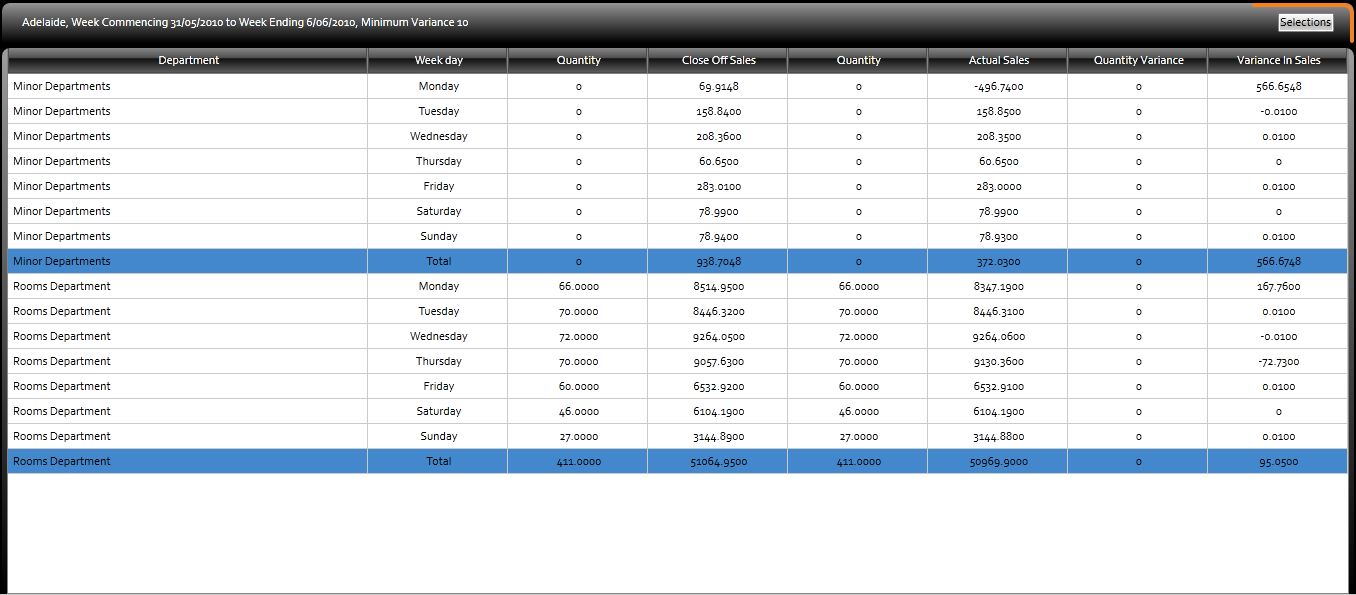 Adelaide, Week Commencing 31/05/2010 to Week Ending 6/06/2010, Minimum Variance 10 Selections
Department Week day Quantity Close Off Sales Quantity Actual Sales Quantity Variance Variance In Sales
Minor Departments Monday 0 69.9148 0 -496.7400 0 566.6548
Minor Departments Tuesday 0 158.8400 0 158.8500 0 -0.0100
Minor Departments Wednesday 0 208.3600 0 208.3500 0 0.0100
Minor Departments Thursday 0 60.6500 0 60.6500 0 0
Minor Departments Friday 0 283.0100 0 283.0000 0 0.0100
Minor Departments Saturday 0 78.9900 0 78.9900 0 0
Minor Departments Sunday 0 78.9400 0 78.9300 0 0.0100
Minor Departments Total 0 938.7048 0 372.0300 0 566.6748
Rooms Department Monday 66.0000 8514.9500 66.0000 8347.1900 0 167.7600
Rooms Department Tuesday 70.0000 8446.3200 70.0000 8446.3100 0 0.0100
Rooms Department Wednesday 72.0000 9264.0500 72.0000 9264.0600 0 -0.0100
Rooms Department Thursday 70.0000 9057.6300 70.0000 9130.3600 0 -72.7300
Rooms Department Friday 60.0000 6532.9200 60.0000 6532.9100 0 0.0100
Rooms Department Saturday 46.0000 6104.1900 46.0000 6104.1900 0 0
Rooms Department Sunday 27.0000 3144.8900 27.0000 3144.8800 0 0.0100
Rooms Department Total 411.0000 51064.9500 411.0000 50969.9000 0 95.0500